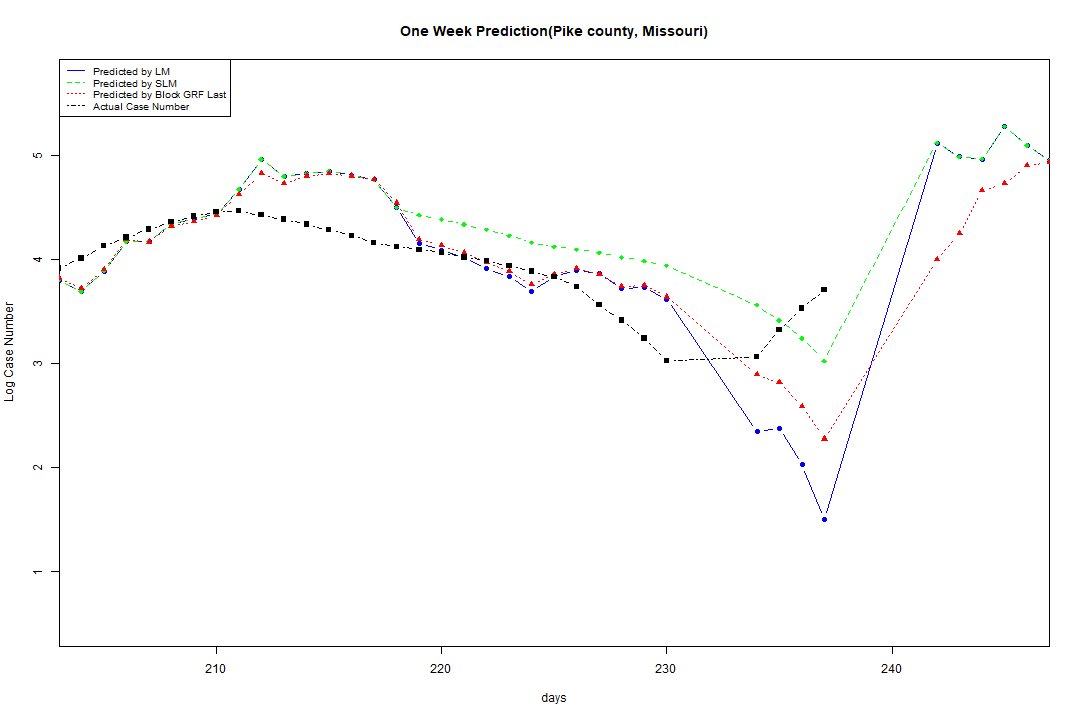 One Week Prediction(Pike county, Missouri)
Predicted by LM
Predicted by SLM
Predicted by Block GRF Last
Actual Case Number
5
4
3
2
1
Log Case Number
210 220 230 240
days